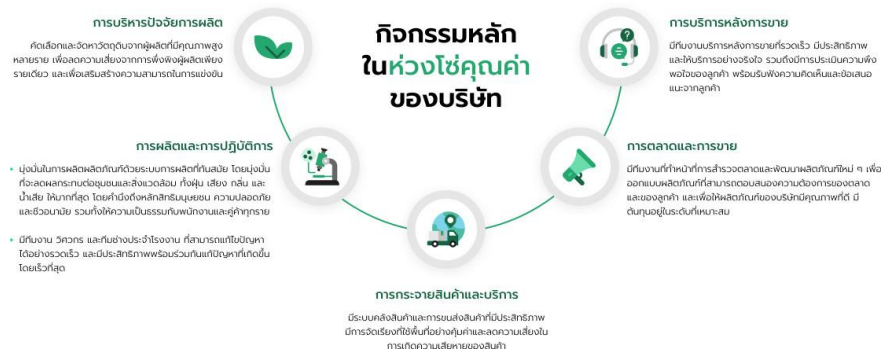 กิจกรรมหลัก
ในห่วงโซ่คุณค่า
ของบริษัท
การบริหารปัจจัยการผลิต
คัดเลือกและจัดหาวัตถุดิบจากผู้ผลิตที่มีคุณภาพสูง
หลายราย เพื่อลดความเสี่ยงจากการพึ่งพิงผู้ผลิตเพียง
รายเดียว และเพื่อเสริมสร้างความสามารถในการแข่งขัน
การผลิตและการปฏิบัติการ
• มุ่งมั่นในการผลิตผลิตภัณฑ์ด้วยระบบการผลิตที่ทันสมัย โดยมุ่งมั่น
ที่จะลดผลกระทบต่อชุมชนและสิ่งแวดล้อม ทั้งฝุ่น เสียง กลิ่น และ
น้ำเสีย ให้มากที่สุด โดยคำนึงถึงหลักสิทธิมนุษยชน ความปลอดภัย
และชีวอนามัย รวมทั้งให้ความเป็นธรรมกับพนักงานและคู่ค้าทุกราย
• มีทีมงาน วิศวกร และทีมช่างประจำโรงงาน ที่สามารถแก้ไขปัญหา
ได้อย่างรวดเร็ว และมีประสิทธิภาพพร้อมร่วมกันแก้ปัญหาที่เกิดขึ้น
โดยเร็วที่สุด
การกระจายสินค้าและบริการ
มีระบบคลังสินค้าและการขนส่งสินค้าที่มีประสิทธิภาพ
มีการจัดเรียงที่ใช้พื้นที่อย่างคุ้มค่าและลดความเสี่ยงใน
การเกิดความเสียหายของสินค้า
การตลาดและการขาย
มีทีมงานที่ทำหน้าที่การสำรวจตลาดและพัฒนาผลิตภัณฑ์ใหม่ ๆ เพื่อ
ออกแบบผลิตภัณฑ์ที่สามารถตอบสนองความต้องการของตลาด
และของลูกค้า และเพื่อให้ผลิตภัณฑ์ของบริษัทมีคุณภาพที่ดี มี
ต้นทุนอยู่ในระดับที่เหมาะสม
การบริการหลังการขาย
มีทีมงานบริการหลังการขายที่รวดเร็ว มีประสิทธิภาพ
และให้บริการอย่างจริงใจ รวมถึงมีการประเมินความพึง
พอใจของลูกค้า พร้อมรับฟังความคิดเห็นและข้อเสนอ
แนะจากลูกค้า
?